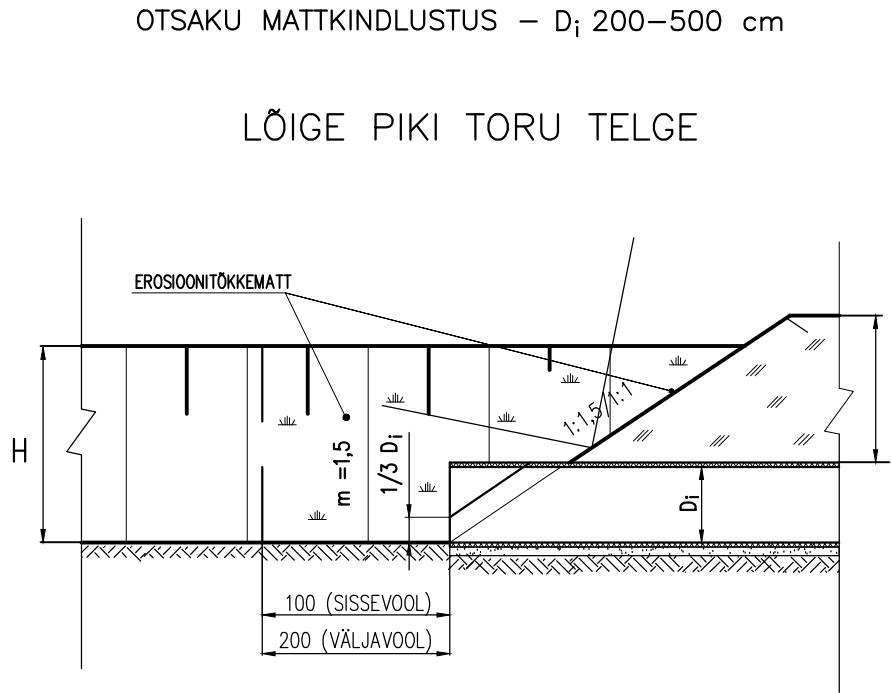 OTSAKU MATTKINDLUSTUS – Di 200–500 cm
LÕIGE PIKI TORU TELGE
EROSIOONITÕKKEMATT
1:1,5/1:1
H
m =1,5
1/3 Di
Di
100 (SISSEVOOL)
200 (VÄLJAVOOL)